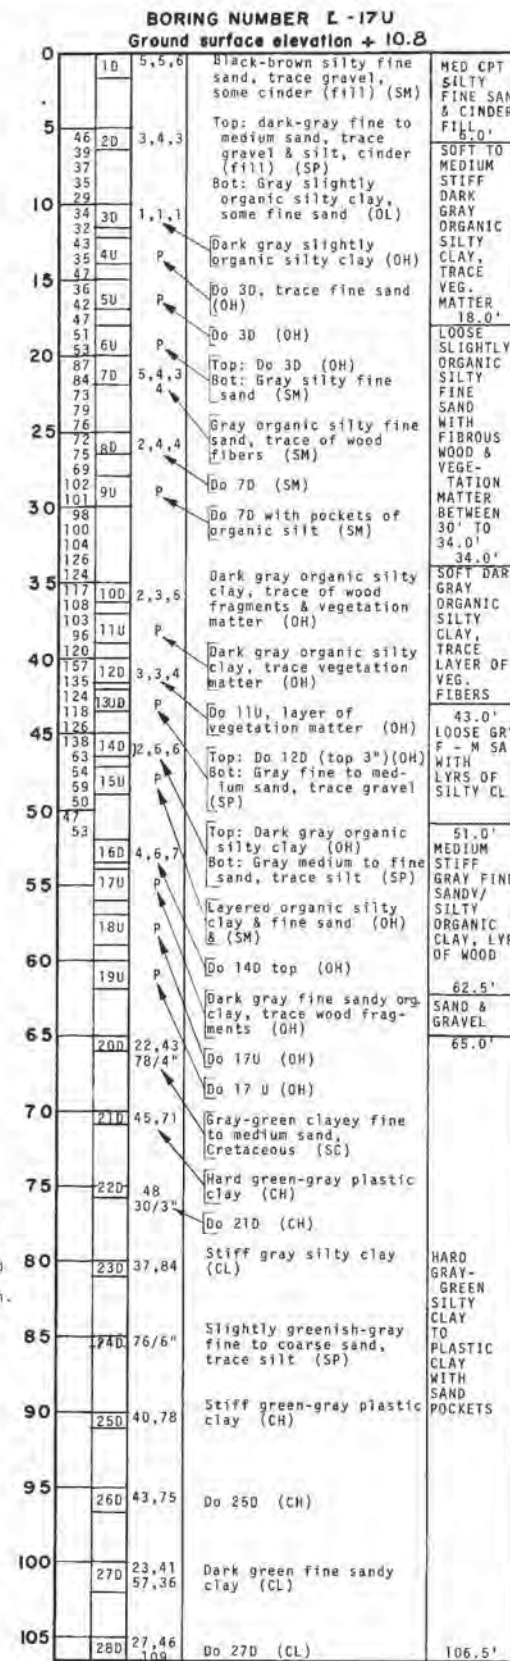 BORING NUMBER L - 17U
Ground surface elevation + 10.8
0
1D
5,5,6
Black-brown silty fine
sand, trace gravel,
some cinder (fill) (SM)
MED CPT
SILTY
FINE SAN
& CINDER
FILL
6.0'
5
46
39
37
35
29
2D
3,4,3
Top: dark-gray fine to
medium sand, trace
gravel & silt, cinder
(fill) (SP)
Bot: Gray slightly
organic silty clay,
some fine sand (OL)
SOFT TO
MEDIUM
STIFF
DARK
GRAY
ORGANIC
SILTY
CLAY,
TRACE
VEG.
MATTER
18.0'
10
34
32
43
35
47
3D
1,1,1
Dark gray slightly
organic silty clay (OH)
4U
P
Do 3D, trace fine sand
(OH)
15
36
42
47
51
53
5U
P
Do 3D (OH)
6U
P
Top: Do 3D (OH)
Bot: Gray silty fine
sand (SM)
LOOSE
SLIGHTLY
ORGANIC
SILTY
FINE
SAND
WITH
FIBROUS
WOOD &
VEGE-
TATION
MATTER
BETWEEN
30' TO
34.0'
34.0'
20
87
84
73
79
76
7D
5,4,3
4
Gray organic silty fine
sand, trace of wood
fibers (SM)
25
72
75
69
102
101
8D
2,4,4
Do 7D (SM)
9U
P
Do 7D with pockets of
organic silt (SM)
30
98
100
104
126
124
35
117
108
103
96
120
10D
2,3,5
Dark gray organic silty
clay, trace of wood
fragments & vegetation
matter (OH)
SOFT DAR
GRAY
ORGANIC
SILTY
CLAY,
TRACE
LAYER OF
VEG.
FIBERS
43.0'
11U
P
Dark gray organic silty
clay, trace vegetation
matter (OH)
40
157
135
124
118
126
12D
3,3,4
Do 11U, layer of
vegetation matter (OH)
13UD
P
Top: Do 12D (top 3")(OH)
Bot: Gray fine to med-
ium sand, trace gravel
(SP)
LOOSE GRY
F - M SA
WITH
LYRS OF
SILTY CL
51.0'
45
138
63
54
59
50
14D
12,6,6
Top: Dark gray organic
silty clay (OH)
Bot: Gray medium to fine
sand, trace silt (SP)
15U
P
Layered organic silty
clay & fine sand (OH)
& (SM)
50
47
53
16D
4,6,7
Do 14D top (OH)
MEDIUM
STIFF
GRAY FINE
SANDY/
SILTY
ORGANIC
CLAY, LYR
OF WOOD
62.5'
55
17U
P
Dark gray fine sandy org.
clay, trace wood frag-
ments (OH)
18U
P
Do 17U (OH)
60
19U
P
Do 17 U (OH)
SAND &
GRAVEL
65.0'
65
20D
22,43
78/4"
Gray-green clayey fine
to medium sand,
Cretaceous (SC)
70
21D
45,71
Hard green-gray plastic
clay (CH)
75
22D
48
30/3"
Do 21D (CH)
80
23D
37,84
Stiff gray silty clay
(CL)
HARD
GRAY-
GREEN
SILTY
CLAY
TO
PLASTIC
CLAY
WITH
SAND
POCKETS
85
24D
76/6"
Slightly greenish-gray
fine to coarse sand,
trace silt (SP)
90
25D
40,78
Stiff green-gray plastic
clay (CH)
95
26D
43,75
Do 25D (CH)
100
27D
23,41
57,36
Dark green fine sandy
clay (CL)
105
28D
27,46
109
Do 27D (CL)
106.5'